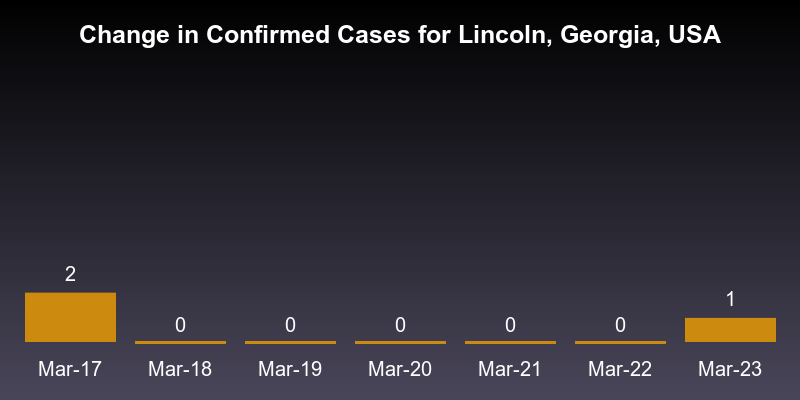 Change in Confirmed Cases for Lincoln, Georgia, USA
2 0 0 0 0 0 1
Mar-17 Mar-18 Mar-19 Mar-20 Mar-21 Mar-22 Mar-23